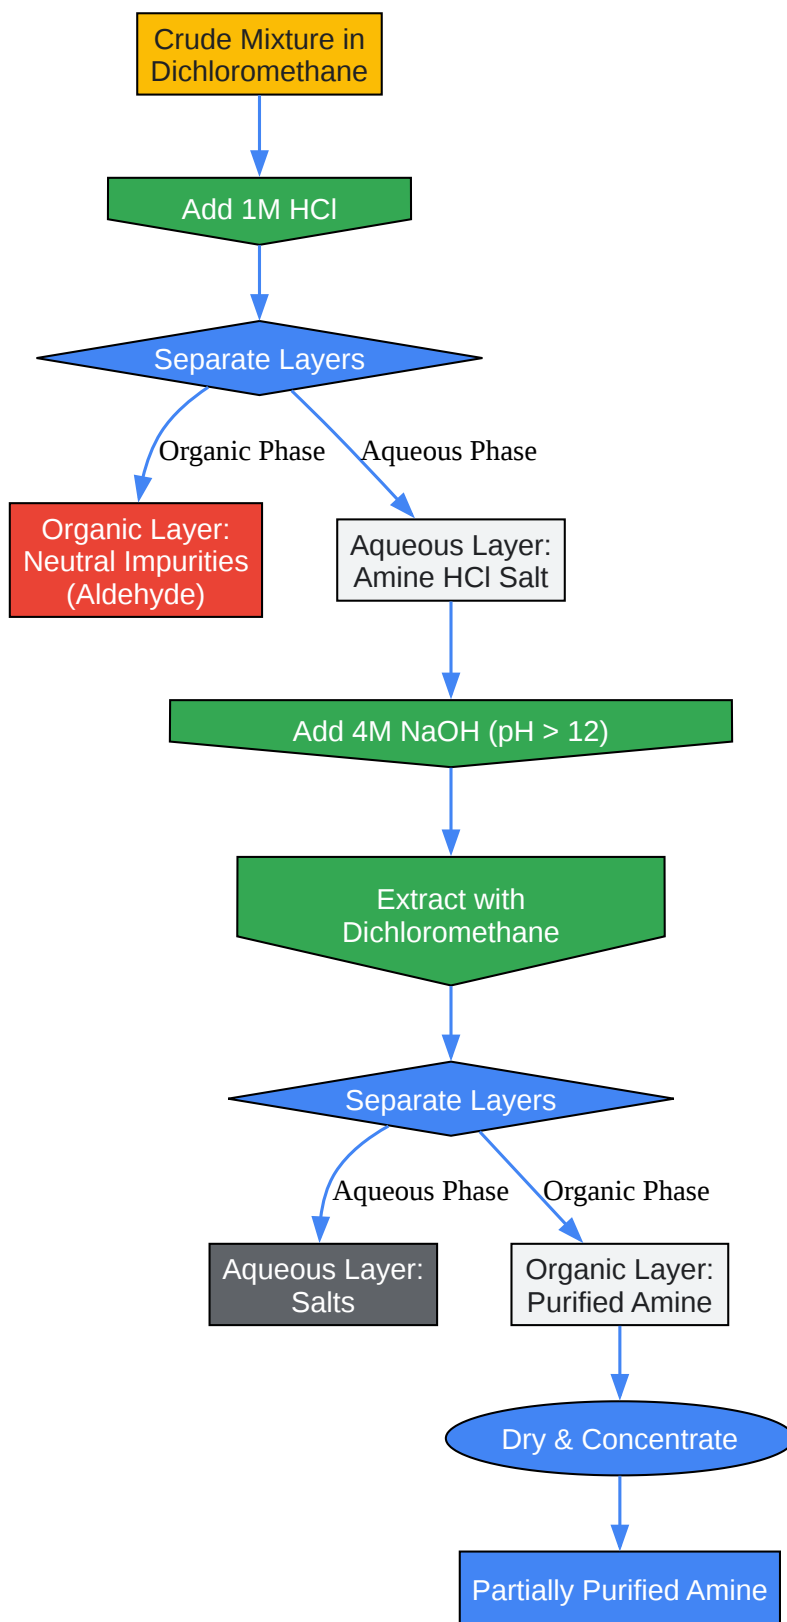 Crude Mixture in
Dichloromethane
Add 1M HCl
Separate Layers
Organic Phase
Aqueous Phase
Organic Layer:
Neutral Impurities
(Aldehyde)
Aqueous Layer:
Amine HCl Salt
Add 4M NaOH (pH > 12)
Extract with
Dichloromethane
Separate Layers
Aqueous Phase
Organic Phase
Aqueous Layer:
Salts
Organic Layer:
Purified Amine
Dry & Concentrate
Partially Purified Amine